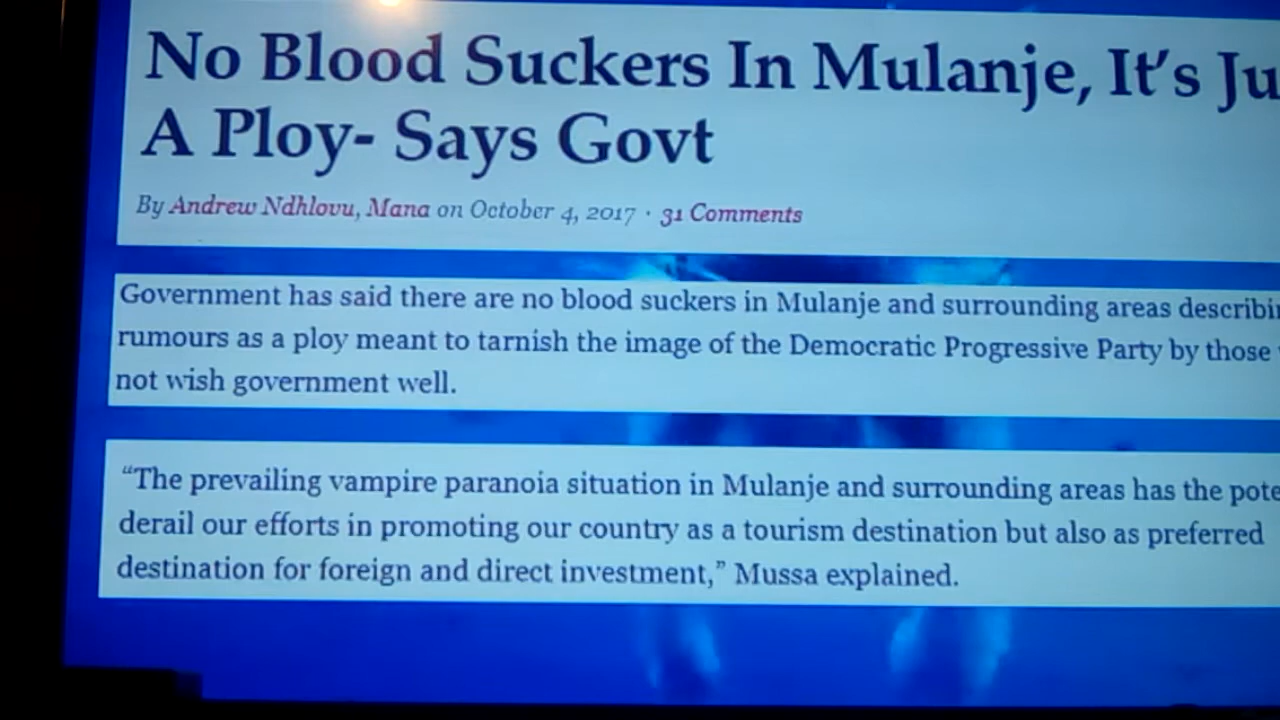 No Blood Suckers In Mulanje, It's
A Ploy- Says Govt
By Andrew Ndhlovu, Mana on October 4, 2017 · 31 Comments
Government has said there are no blood suckers in Mulanje and surrounding areas
rumours as a ploy meant to tarnish the image of the Democratic Progressive Party by those
not wish government well.
“The prevailing vampire paranoia situation in Mulanje and surrounding areas has the
derail our efforts in promoting our country as a tourism destination but also as preferred
destination for foreign and direct investment,” Mussa explained.